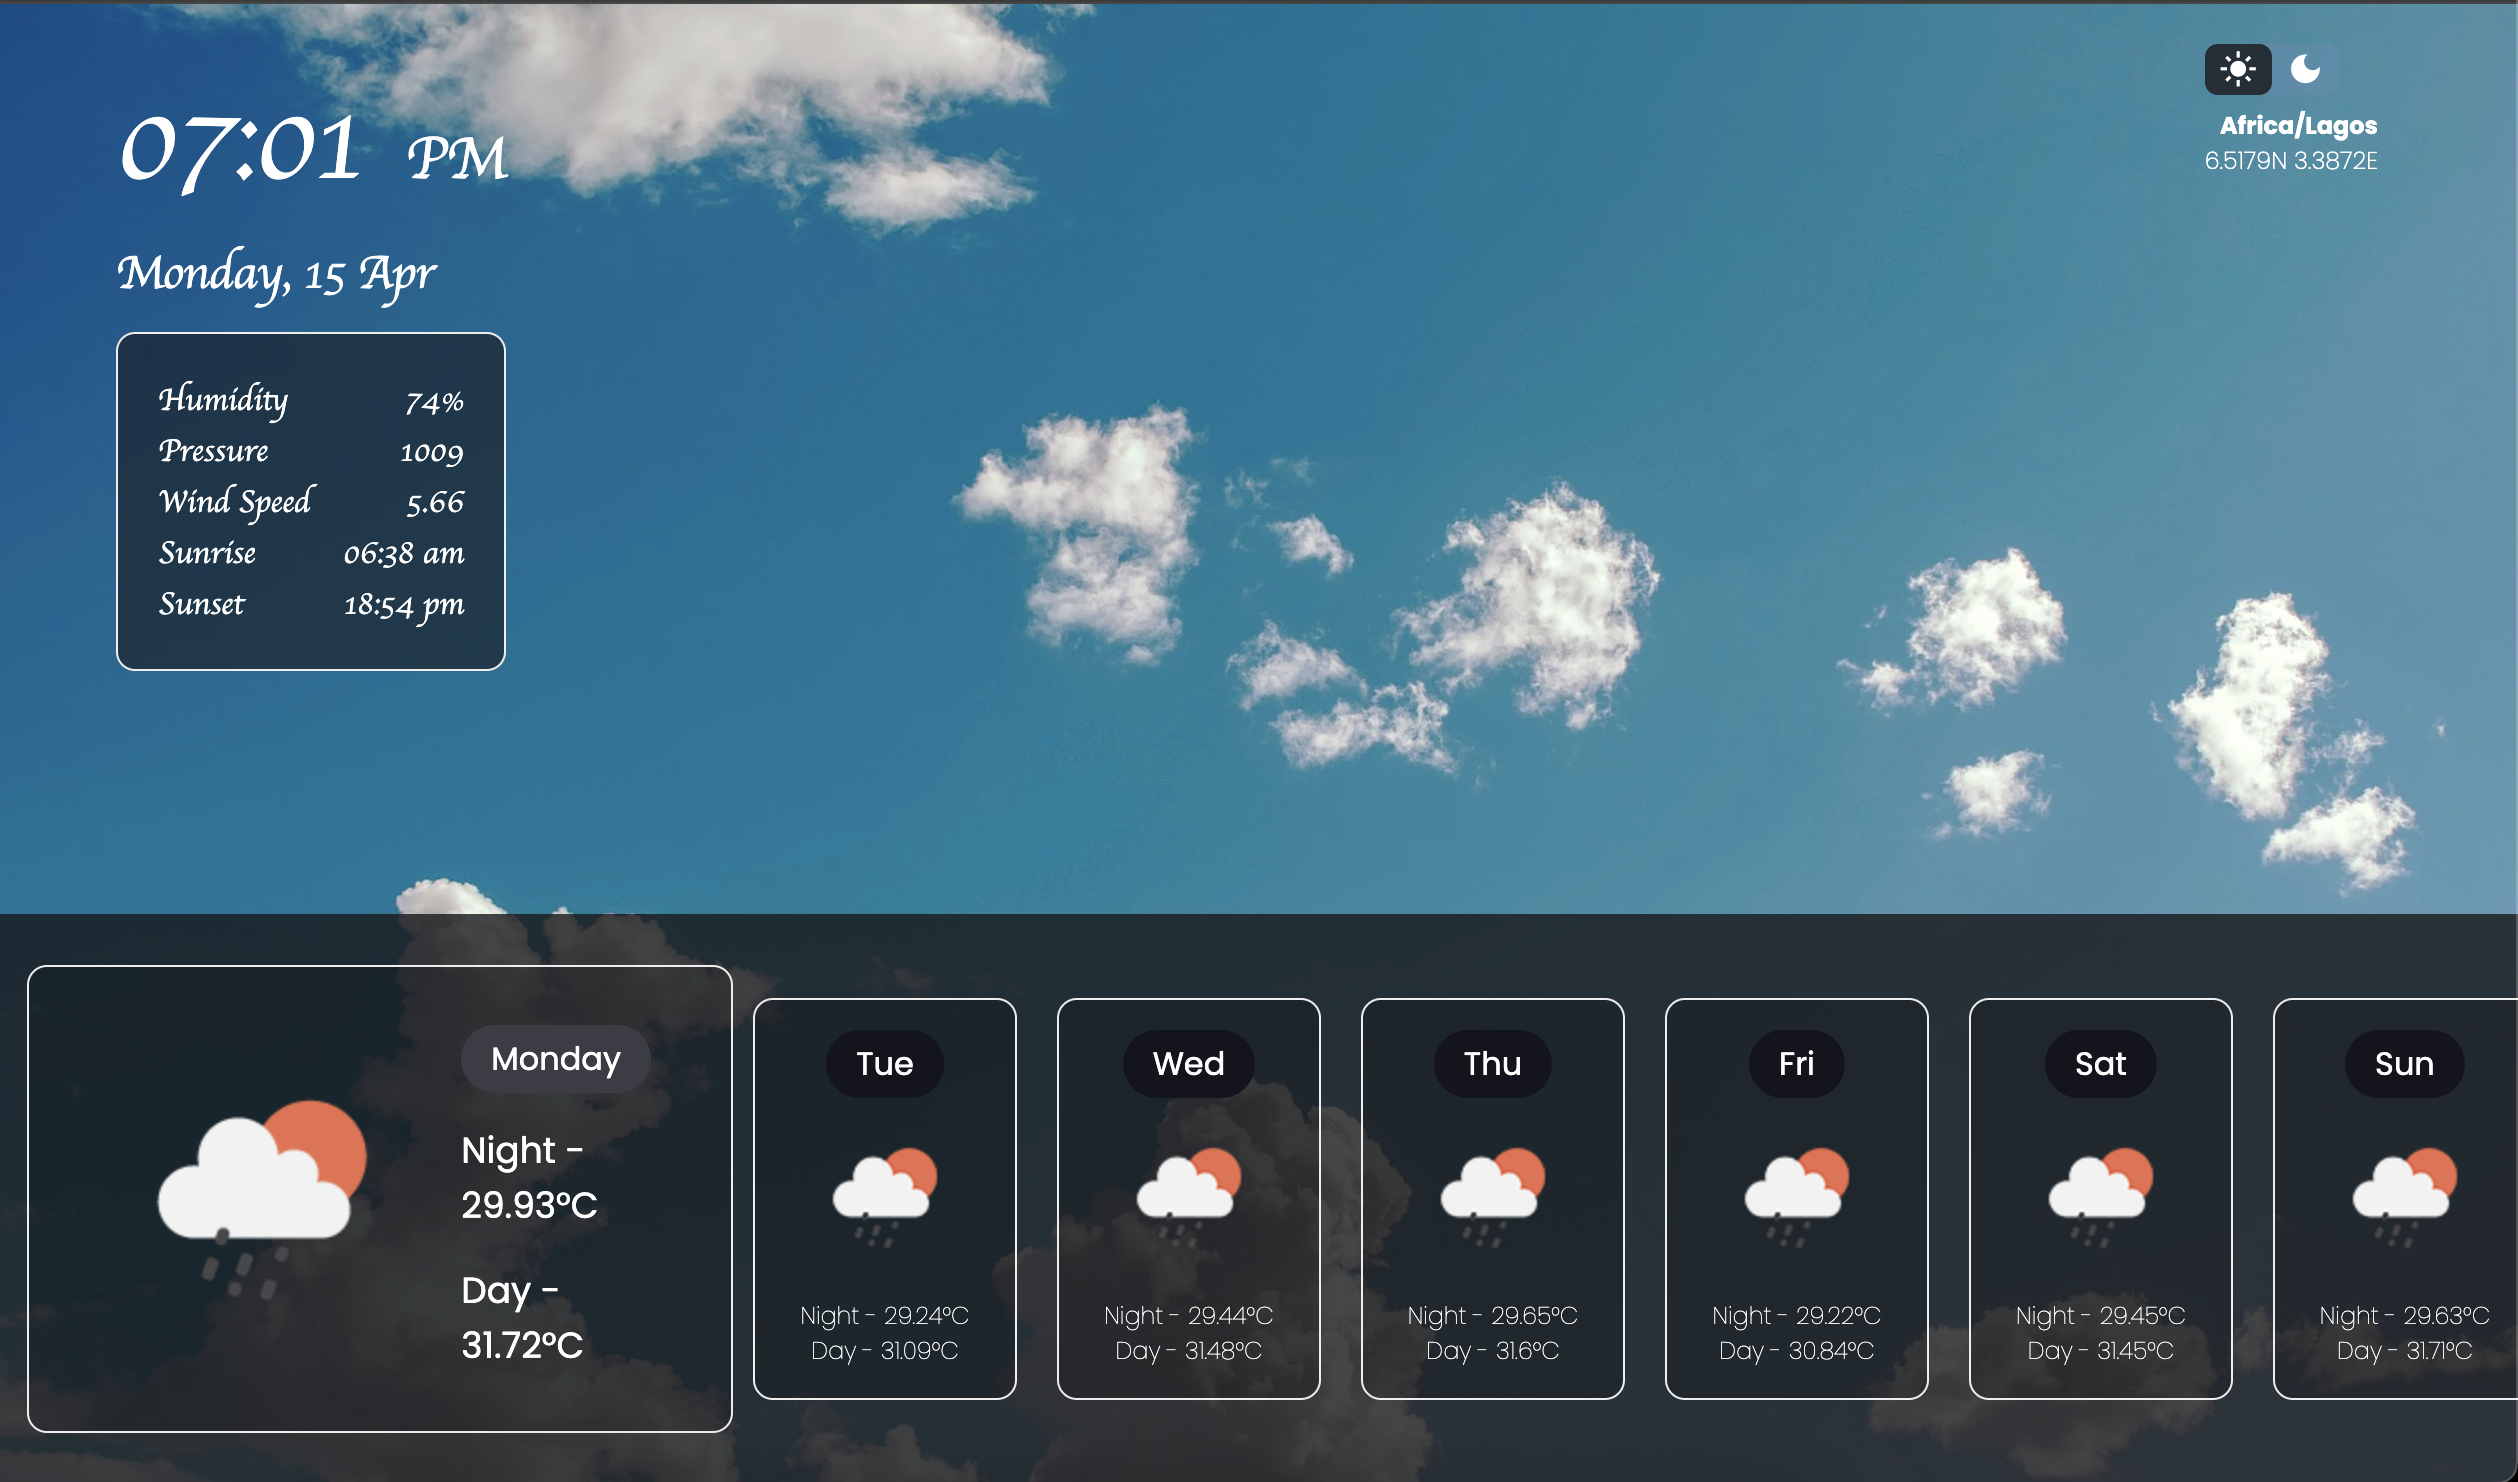 07:01 PM
Africa/Lagos
6.5179N 3.3872E
Monday, 15 Apr
Humidity 74%
Pressure 1009
Wind Speed 5.66
Sunrise 06:38 am
Sunset 18:54 pm
Monday
Night -
29.93°C
Day -
31.72°C
Tue
Night - 29.24°C
Day - 31.09°C
Wed
Night - 29.44°C
Day - 31.48°C
Thu
Night - 29.65°C
Day - 31.6°C
Fri
Night - 29.22°C
Day - 30.84°C
Sat
Night - 29.45°C
Day - 31.45°C
Sun
Night - 29.63°C
Day - 31.71°C